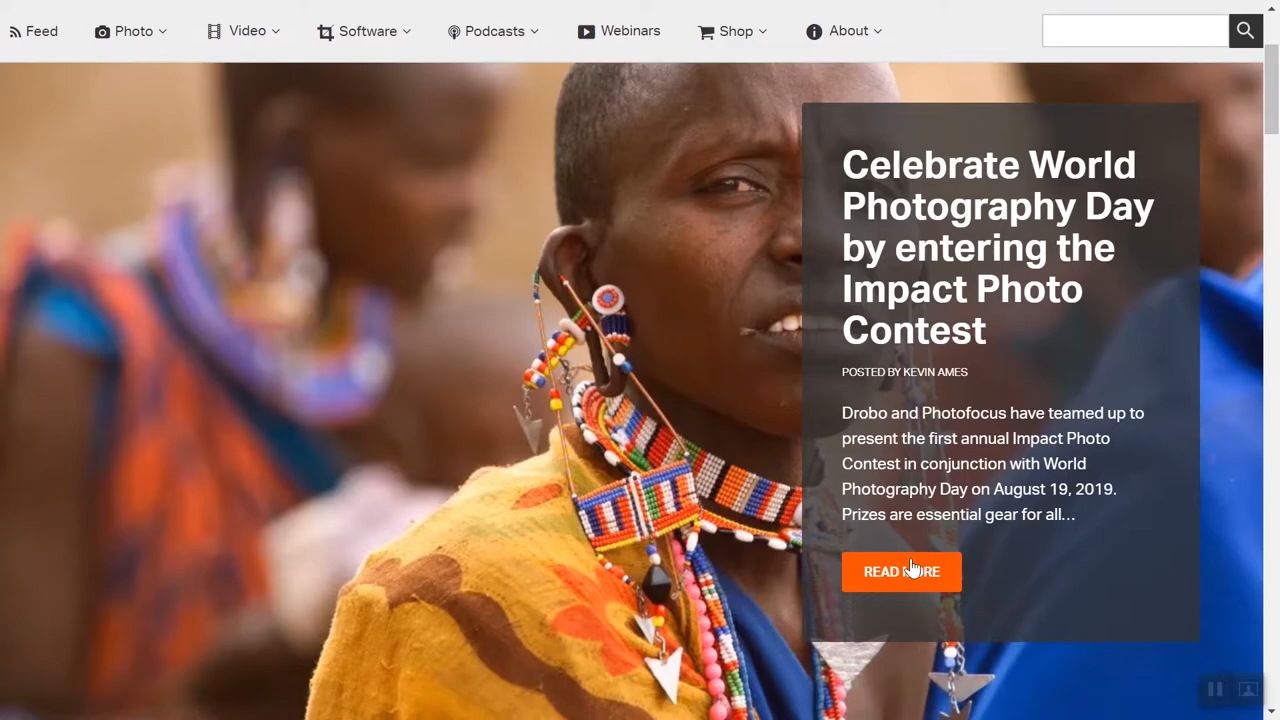 Feed Photo Video Software Podcasts Webinars Shop About
Celebrate World
Photography Day
by entering the
Impact Photo
Contest
POSTED BY KEVIN AMES
Drobo and Photofocus have teamed up to
present the first annual Impact Photo
Contest in conjunction with World
Photography Day on August 19, 2019.
Prizes are essential gear for all...
READ MORE